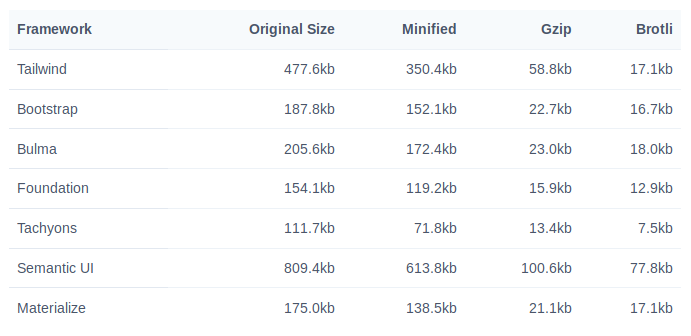 Framework Original Size Minified Gzip Brotli
Tailwind 477.6kb 350.4kb 58.8kb 17.1kb
Bootstrap 187.8kb 152.1kb 22.7kb 16.7kb
Bulma 205.6kb 172.4kb 23.0kb 18.0kb
Foundation 154.1kb 119.2kb 15.9kb 12.9kb
Tachyons 111.7kb 71.8kb 13.4kb 7.5kb
Semantic UI 809.4kb 613.8kb 100.6kb 77.8kb
Materialize 175.0kb 138.5kb 21.1kb 17.1kb